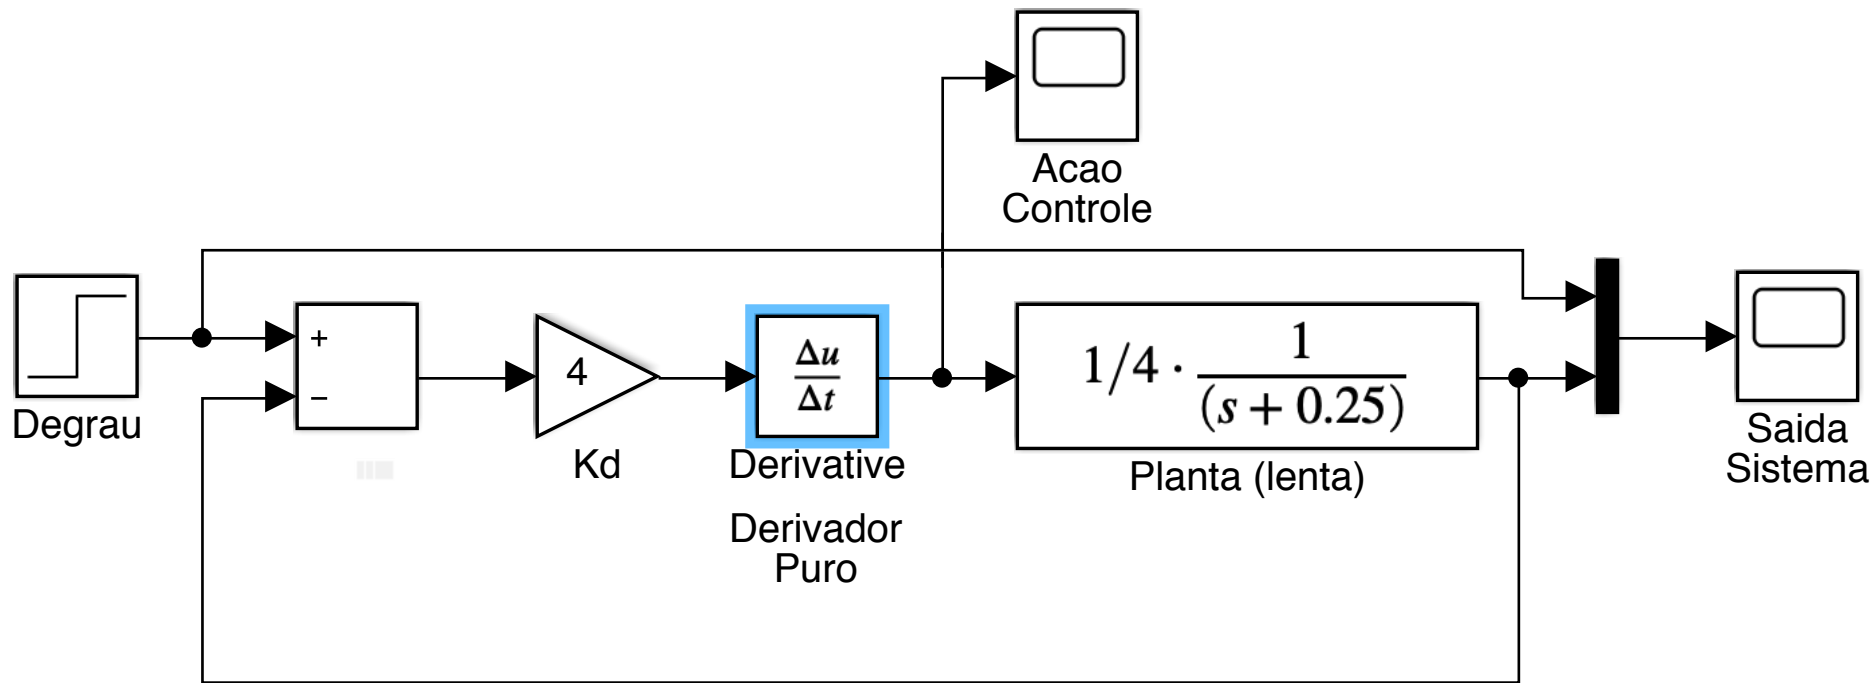 Acao
Controle
Degrau
+
−
4
Kd
Δu
Δt
Derivative
Derivador
Puro
1/4 · 1
(s + 0.25)
Planta (lenta)
Saida
Sistema